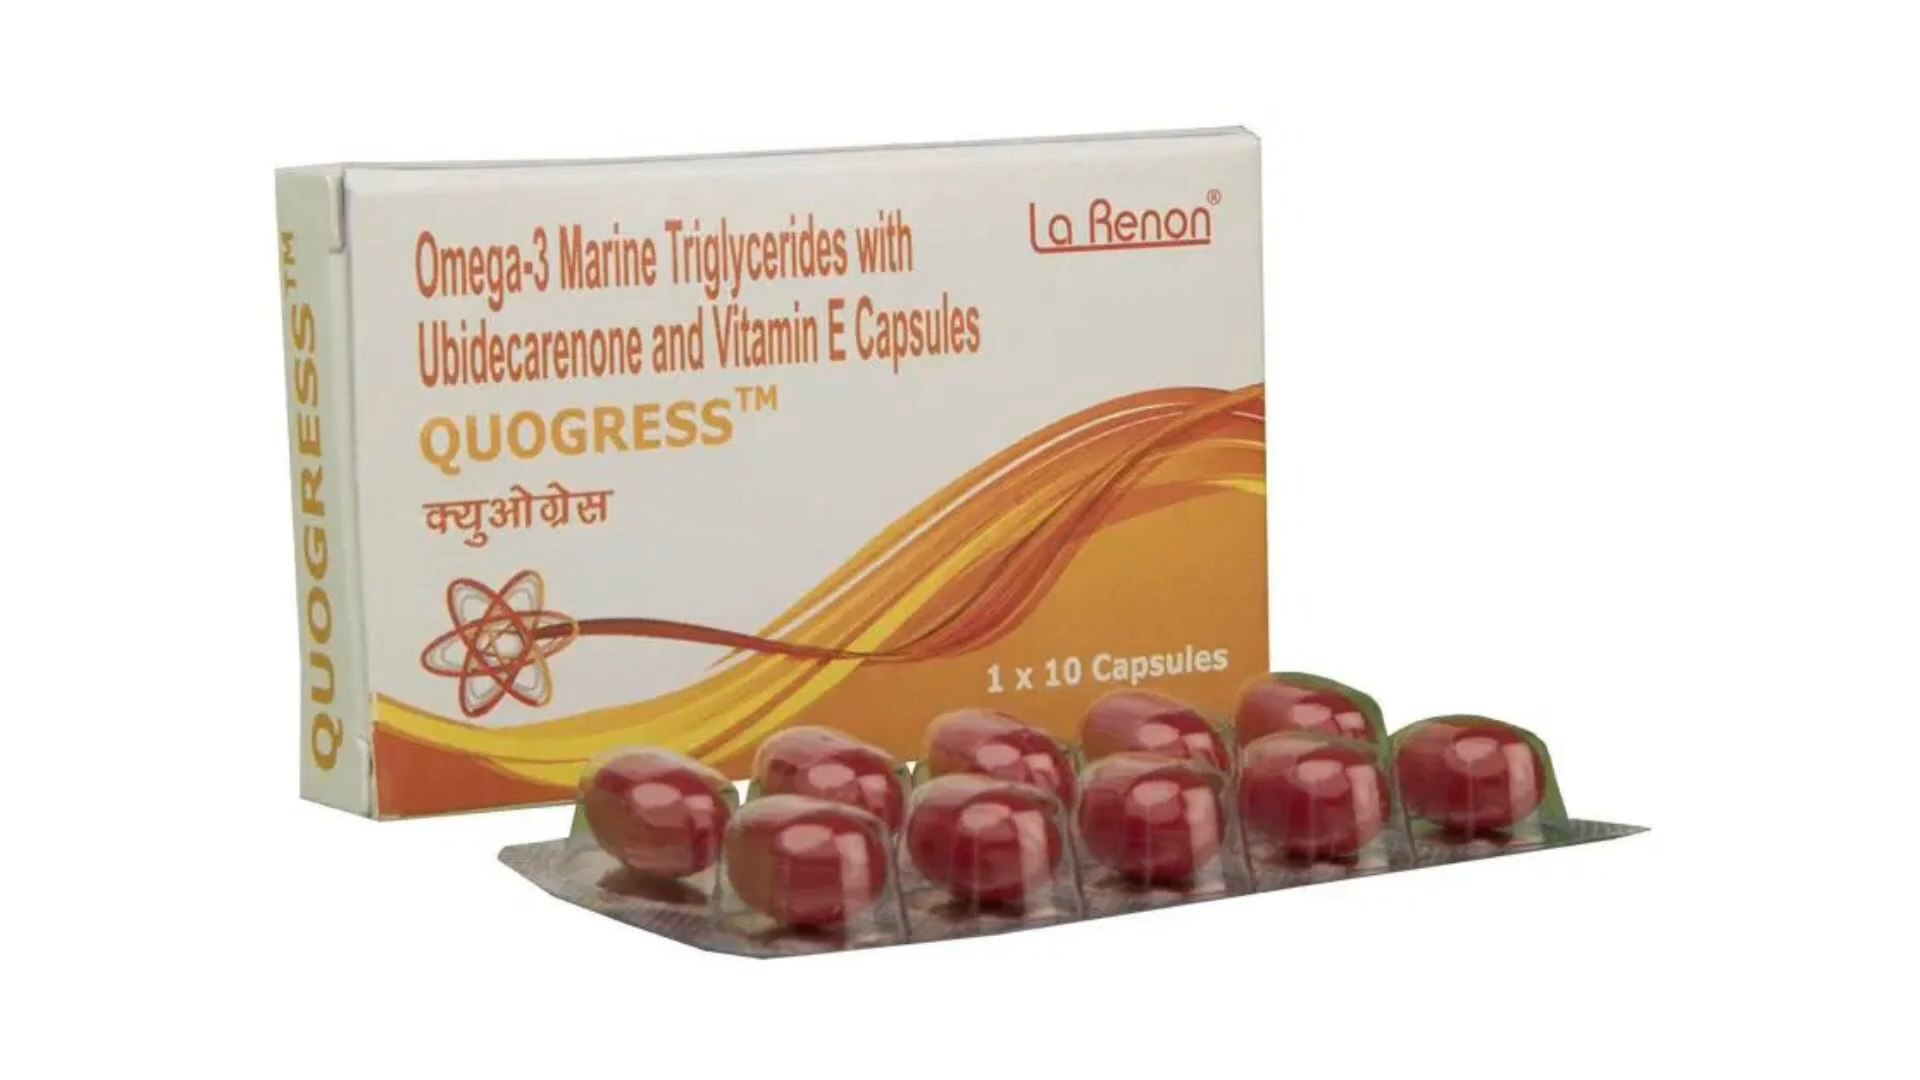 La Renon®
Omega-3 Marine Triglycerides with
Ubidecarenone and Vitamin E Capsules
QUOGRESS™
क्युओग्रेस
1 x 10 Capsules
QUOGRESS™